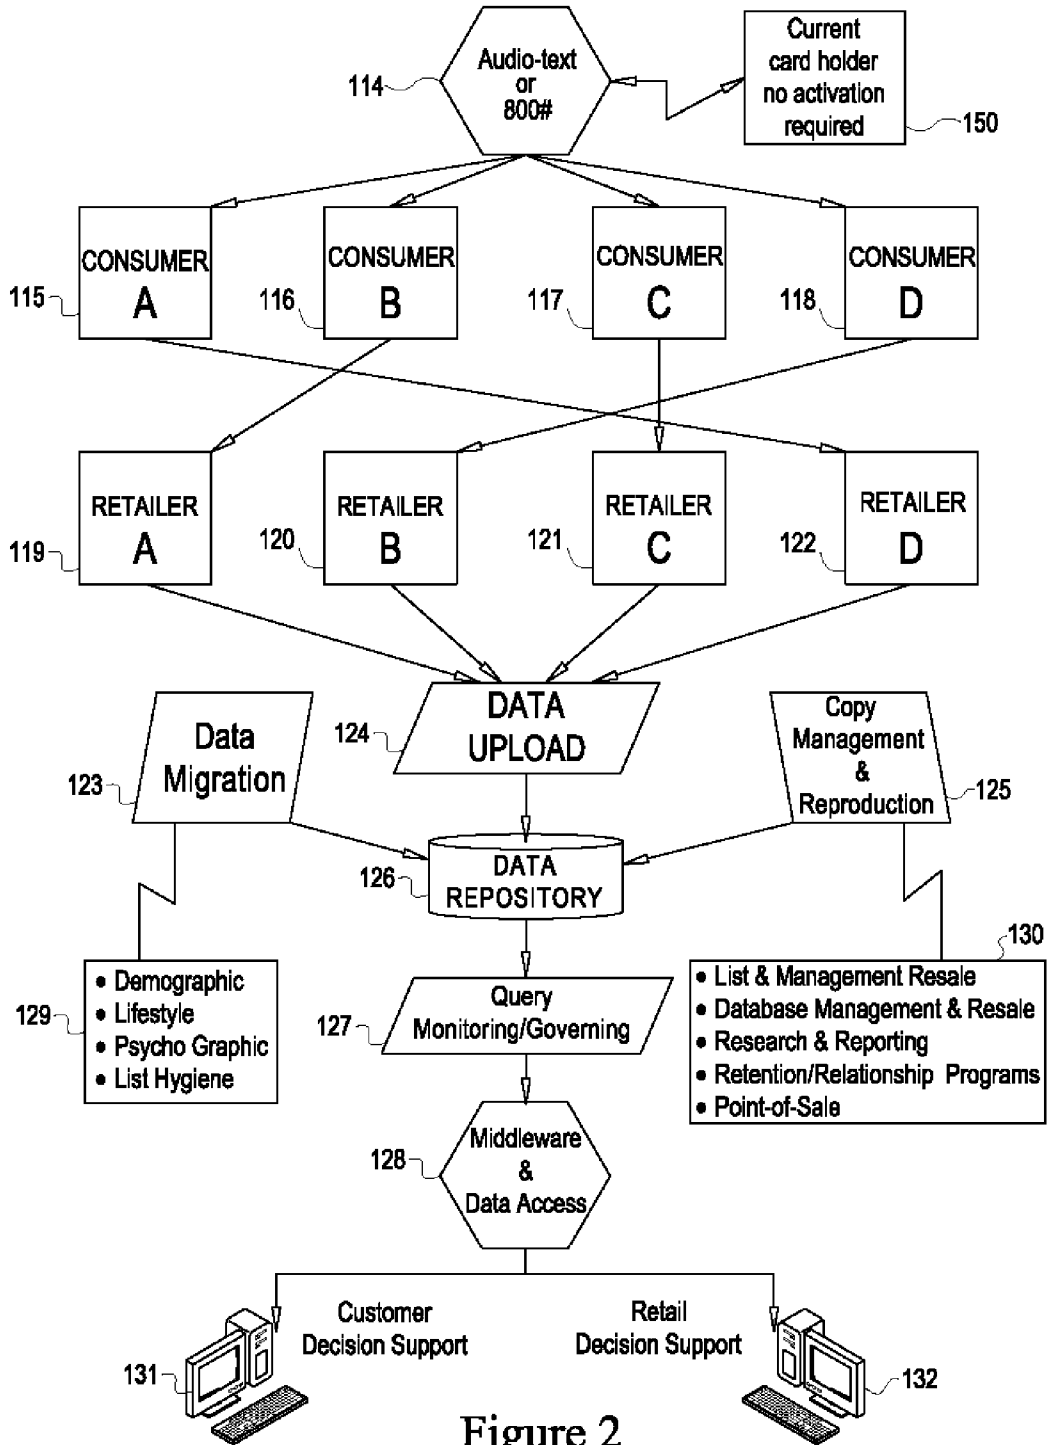 Audio-text
or
800#
114
Current
card holder
no activation
required
150
CONSUMER
A
115
CONSUMER
B
116
CONSUMER
C
117
CONSUMER
D
118
RETAILER
A
119
RETAILER
B
120
RETAILER
C
121
RETAILER
D
122
DATA
UPLOAD
124
Data
Migration
123
Copy
Management
&
Reproduction
125
DATA
REPOSITORY
126
• Demographic
• Lifestyle
• Psycho Graphic
• List Hygiene
129
Query
Monitoring/Governing
127
130
• List & Management Resale
• Database Management & Resale
• Research & Reporting
• Retention/Relationship Programs
• Point-of-Sale
Middleware
&
Data Access
128
Customer
Decision Support
131
Retail
Decision Support
132
Figure 2